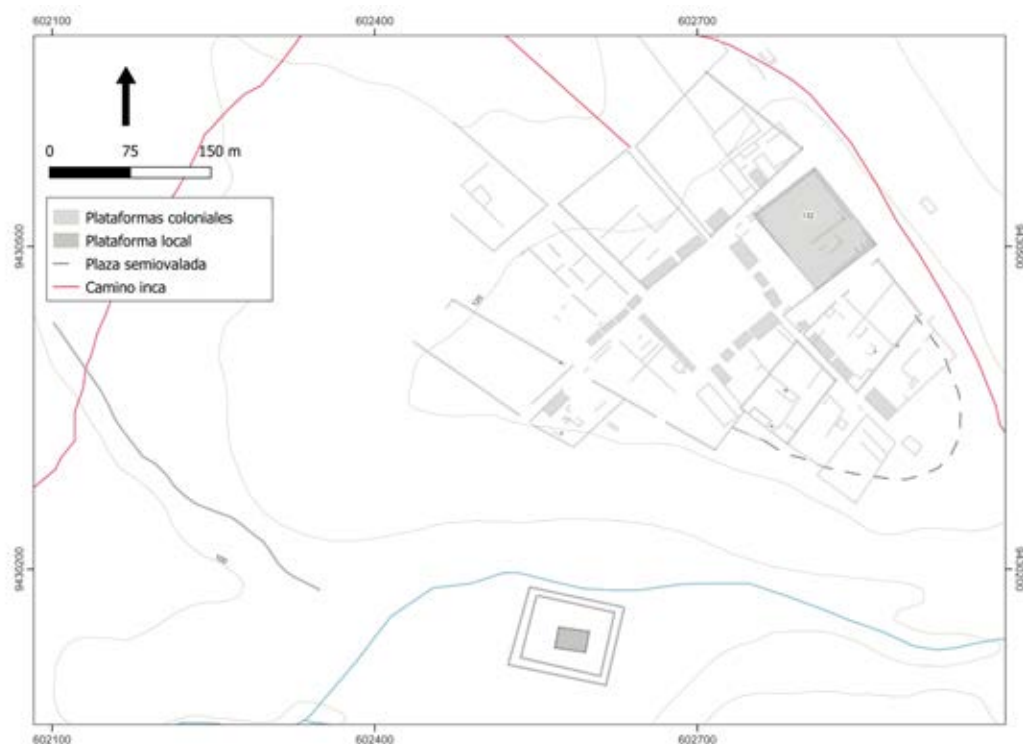 602100 602400 602700
0 75 150 m
Plataformas coloniales
Plataforma local
Plaza semiovalada
Camino inca
9430500 9430500
9430200 9430200
602100 602400 602700